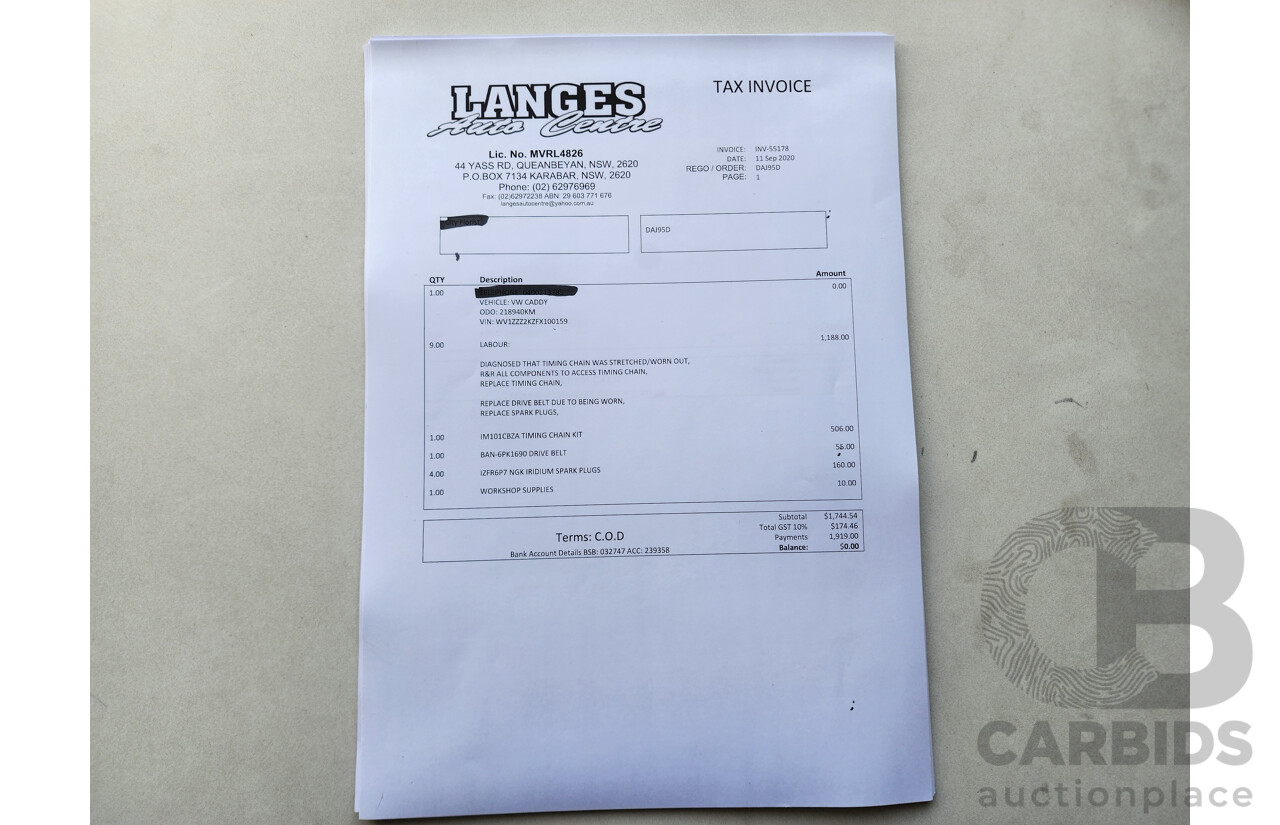 LANGES
Auto Centre
TAX INVOICE
Lic. No. MVRL4826
44 YASS RD, QUEANBEYAN, NSW, 2620
P.O.BOX 7134 KARABAR, NSW, 2620
Phone: (02) 62976969
Fax: (02)62972238 ABN: 29 603 771 676
langesautocentre@yahoo.com.au
INVOICE: INV-55178
DATE: 11 Sep 2020
REGO / ORDER: DAJ95D
PAGE: 1
DAJ95D
QTY Description Amount
1.00 0.00
VEHICLE: VW CADDY
ODO: 218940KM
VIN: WV1ZZZ2KZFX100159
9.00 LABOUR: 1,188.00
DIAGNOSED THAT TIMING CHAIN WAS STRETCHED/WORN OUT,
R&R ALL COMPONENTS TO ACCESS TIMING CHAIN,
REPLACE TIMING CHAIN,
REPLACE DRIVE BELT DUE TO BEING WORN,
REPLACE SPARK PLUGS,
1.00 IM101CBZA TIMING CHAIN KIT 506.00
1.00 BAN-6PK1690 DRIVE BELT 55.00
4.00 IZFR6P7 NGK IRIDIUM SPARK PLUGS 160.00
1.00 WORKSHOP SUPPLIES 10.00
Terms: C.O.D
Bank Account Details BSB: 032747 ACC: 239358
Subtotal $1,744.54
Total GST 10% $174.46
Payments 1,919.00
Balance: $0.00
CB
CARBIDS
auctionplace